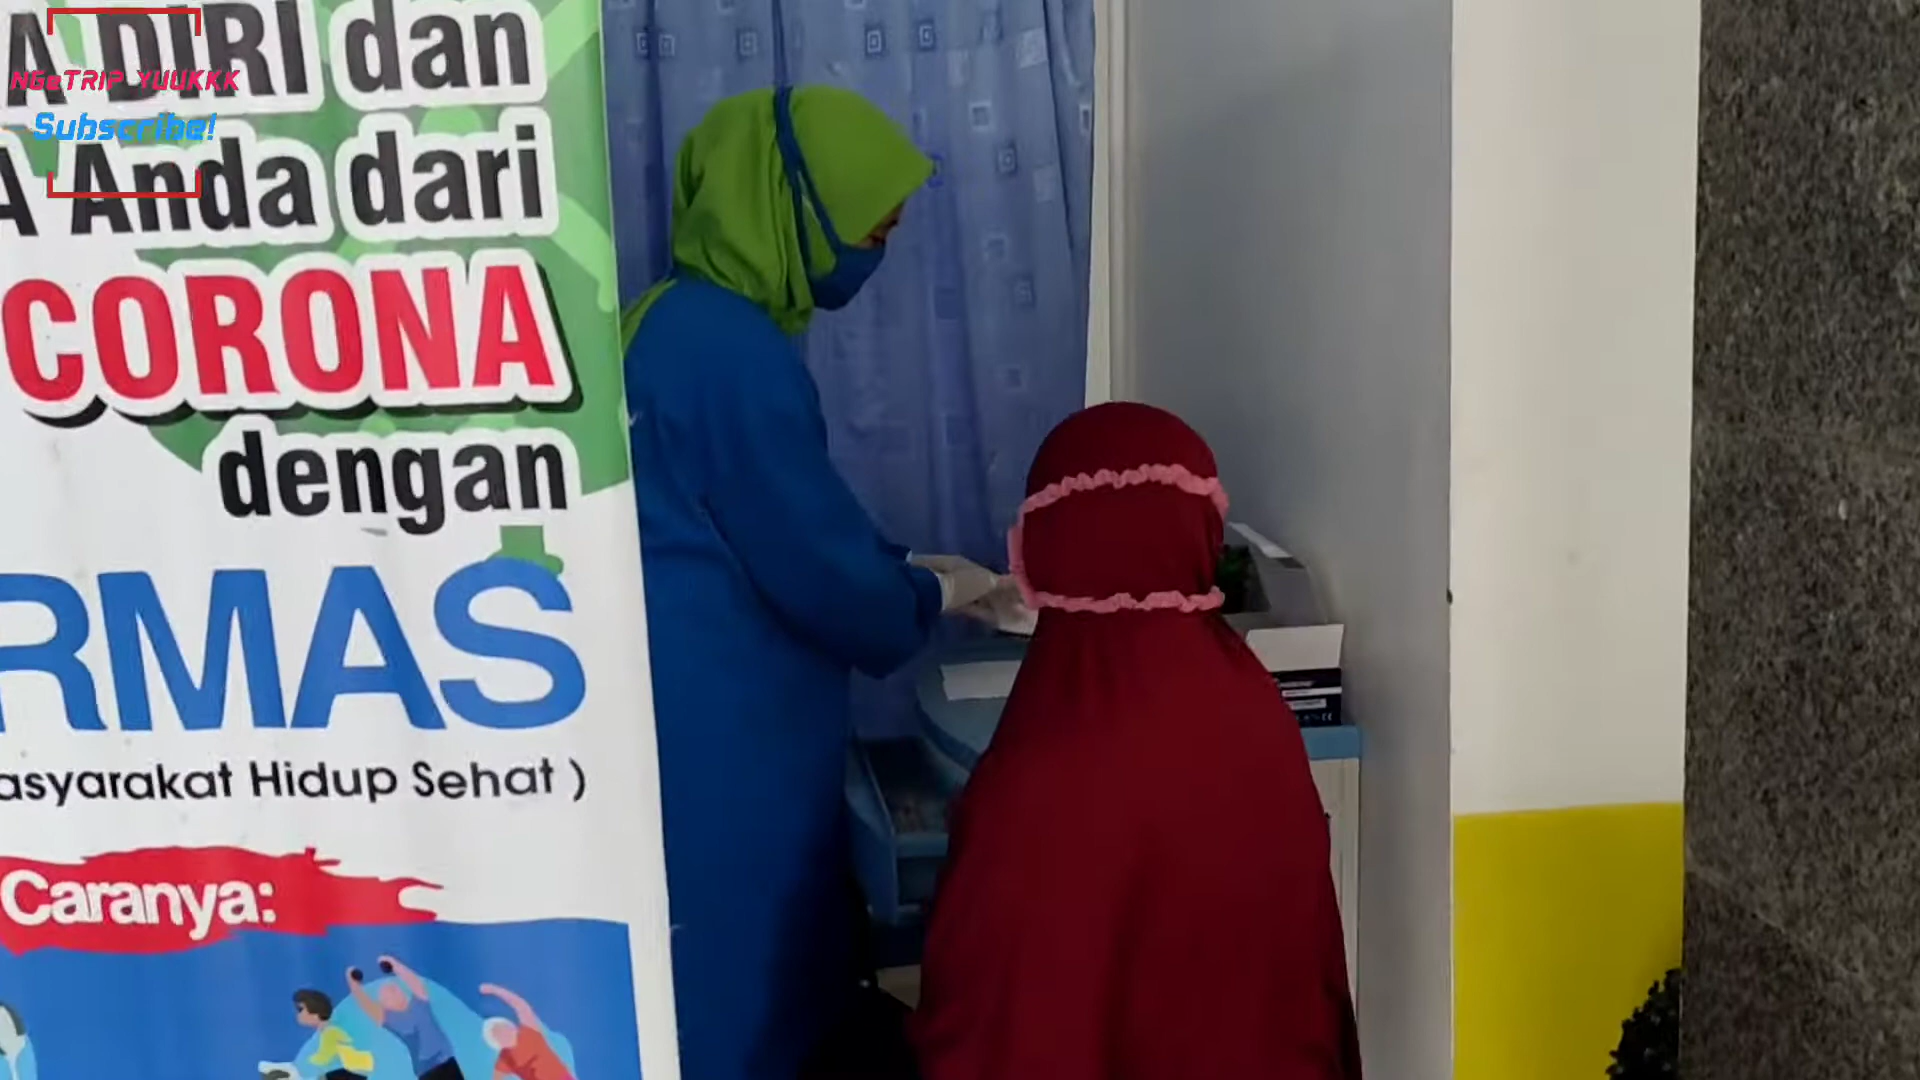 A DIRI dan
NGeTRIP YUUKKK
Subscribe!
A Anda dari
CORONA
dengan
RMAS
asyarakat Hidup Sehat )
Caranya: